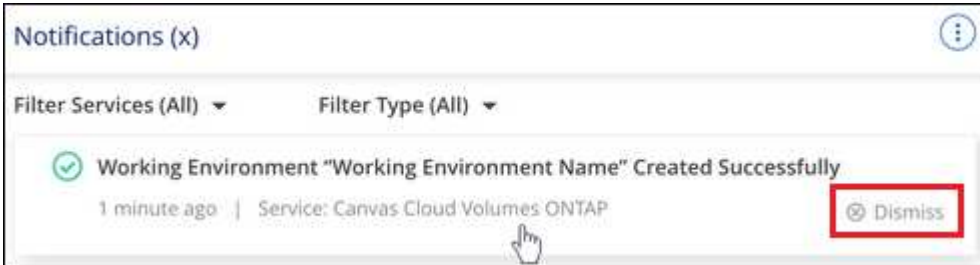 Notifications (x)
Filter Services (All) Filter Type (All)
Working Environment “Working Environment Name” Created Successfully
1 minute ago | Service: Canvas Cloud Volumes ONTAP
Dismiss